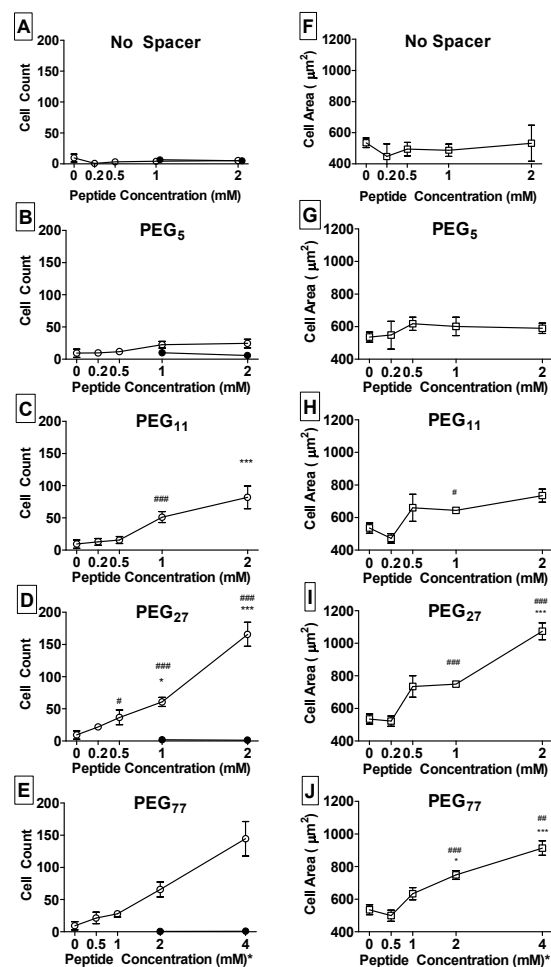 A
No Spacer
200
150
100
50
0
Cell Count
0 0.2 0.5 1 2
Peptide Concentration (mM)
B
PEG5
200
150
100
50
0
Cell Count
0 0.2 0.5 1 2
Peptide Concentration (mM)
C
PEG11
200
150
100
50
0
Cell Count
###
***
0 0.2 0.5 1 2
Peptide Concentration (mM)
D
PEG27
200
150
100
50
0
Cell Count
#
###
*
###
***
0 0.2 0.5 1 2
Peptide Concentration (mM)
E
PEG77
200
150
100
50
0
Cell Count
0 0.5 1 2 4
Peptide Concentration (mM)*
F
No Spacer
1200
1000
800
600
400
Cell Area ( µm2)
0 0.2 0.5 1 2
Peptide Concentration (mM)
G
PEG5
1200
1000
800
600
400
Cell Area ( µm2)
0 0.2 0.5 1 2
Peptide Concentration (mM)
H
PEG11
1200
1000
800
600
400
Cell Area ( µm2)
#
0 0.2 0.5 1 2
Peptide Concentration (mM)
I
PEG27
1200
1000
800
600
400
Cell Area ( µm2)
###
###
***
0 0.2 0.5 1 2
Peptide Concentration (mM)
J
PEG77
1200
1000
800
600
400
Cell Area ( µm2)
###
*
##
***
0 0.5 1 2 4
Peptide Concentration (mM)*